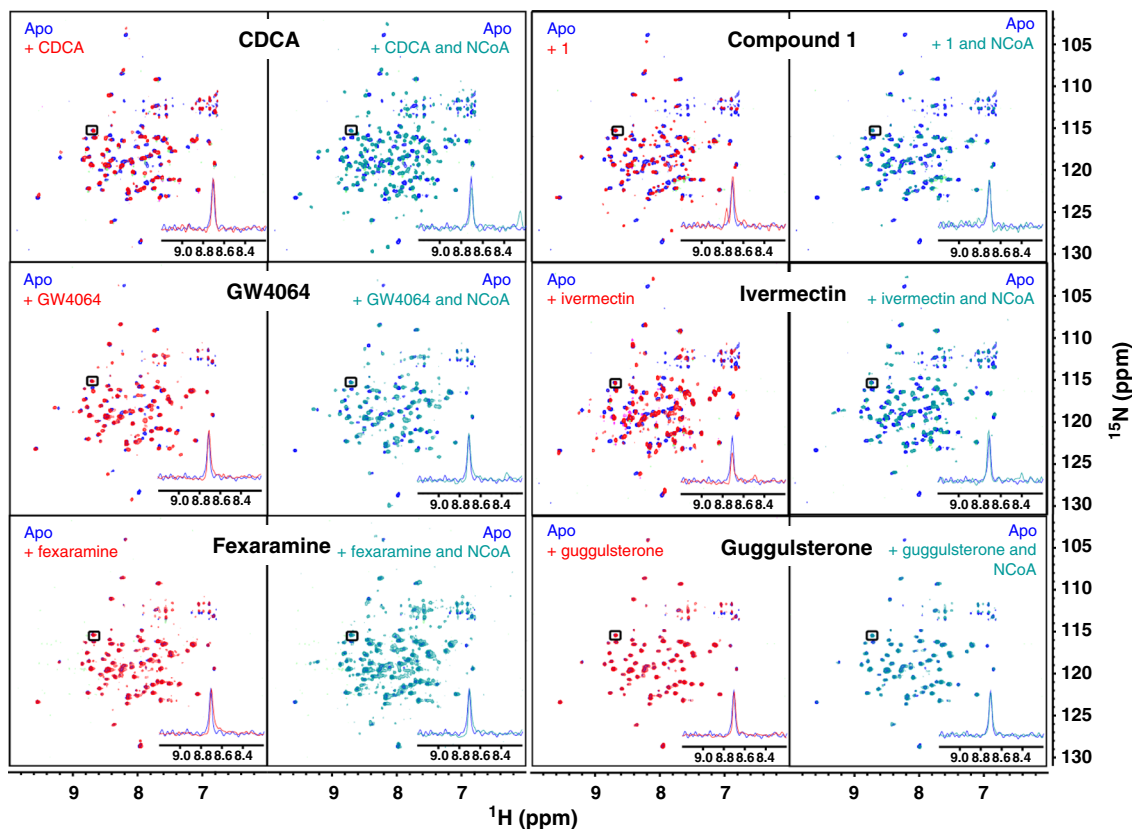 Apo
+ CDCA
CDCA
Apo
+ CDCA and NCoA
9.0 8.8 8.6 8.4
9.0 8.8 8.6 8.4
Apo
+ 1
Compound 1
Apo
+ 1 and NCoA
9.0 8.8 8.6 8.4
9.0 8.8 8.6 8.4
105
110
115
120
125
130
Apo
+ GW4064
GW4064
Apo
+ GW4064 and NCoA
9.0 8.8 8.6 8.4
9.0 8.8 8.6 8.4
Apo
+ ivermectin
Ivermectin
Apo
+ ivermectin and NCoA
9.0 8.8 8.6 8.4
9.0 8.8 8.6 8.4
105
110
115
120
125
130
¹⁵N (ppm)
Apo
+ fexaramine
Fexaramine
Apo
+ fexaramine and NCoA
9.0 8.8 8.6 8.4
9.0 8.8 8.6 8.4
Apo
+ guggulsterone
Guggulsterone
Apo
+ guggulsterone and
NCoA
9.0 8.8 8.6 8.4
9.0 8.8 8.6 8.4
105
110
115
120
125
130
9 8 7 9 8 7 9 8 7 9 8 7
¹H (ppm)